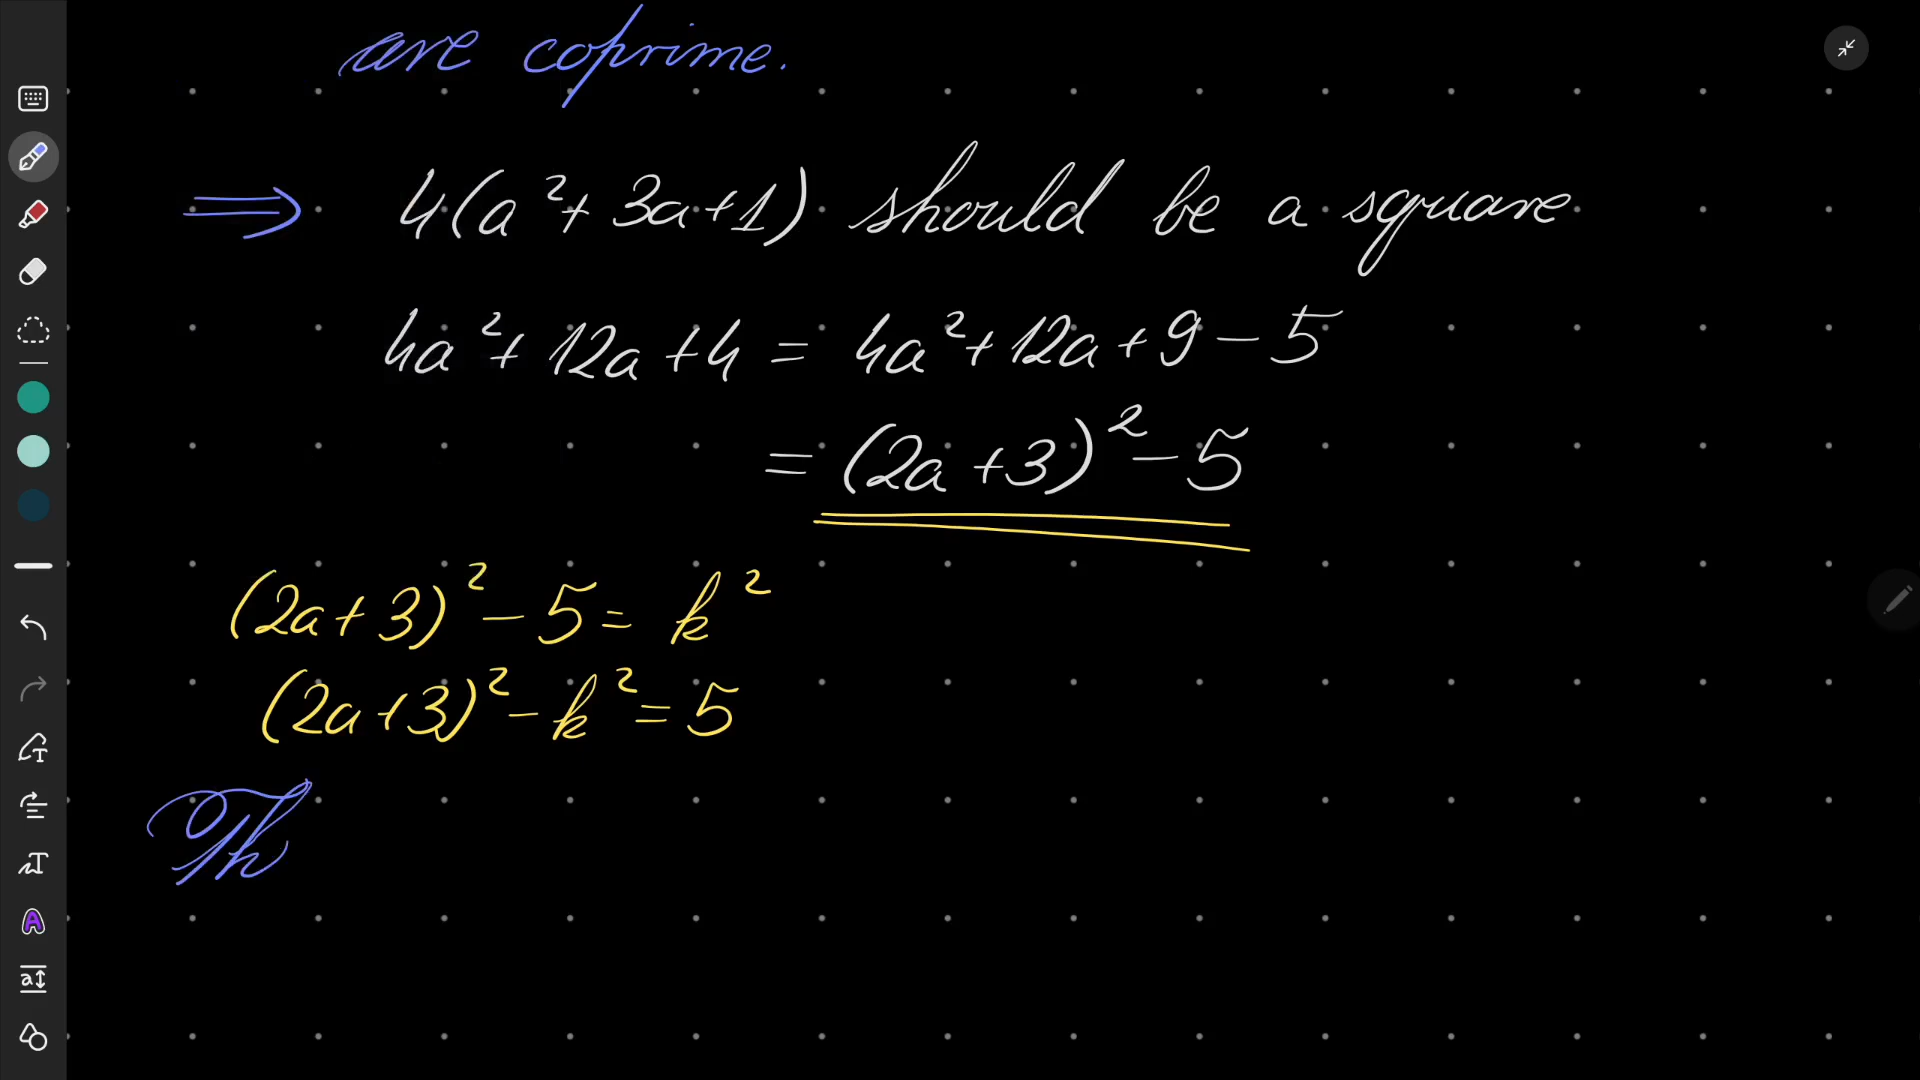 are coprime.
⟹ 4(a²+3a+1) should be a square
4a²+12a+4 = 4a²+12a+9-5
= (2a+3)²-5
(2a+3)²-5 = k²
(2a+3)²-k² = 5
Th